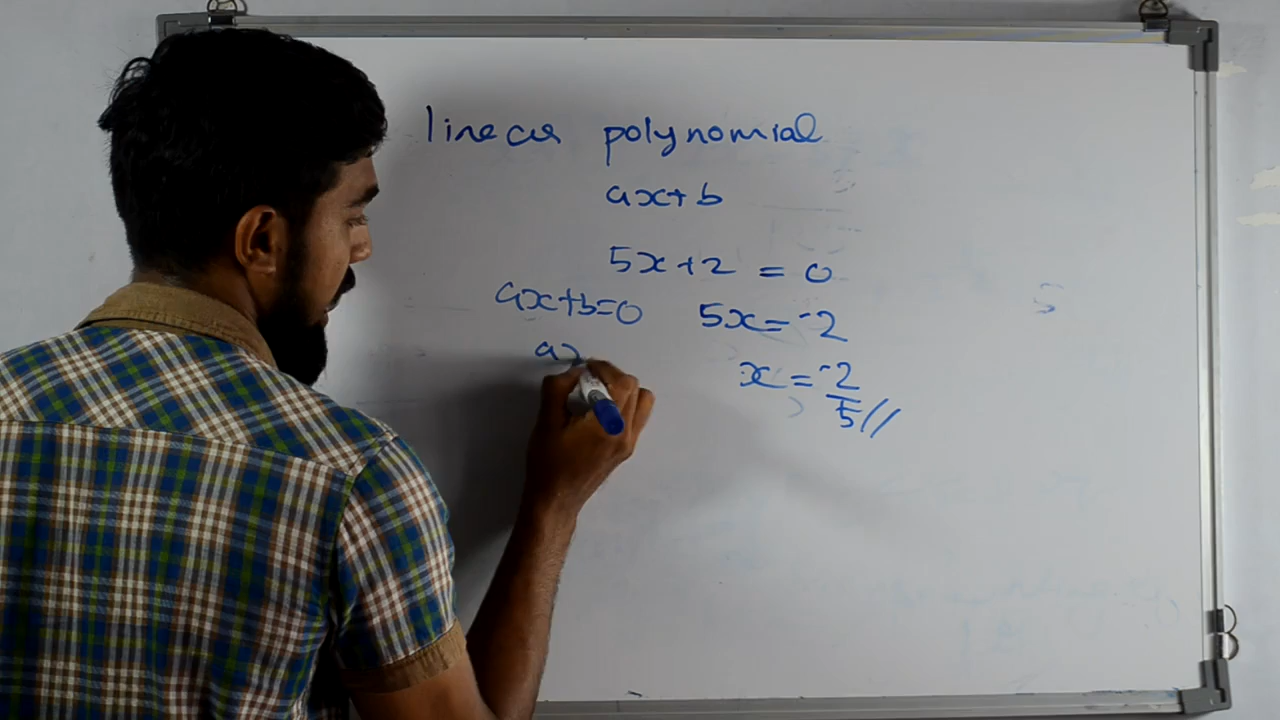 linear polynomial
ax+b
5x+2 = 0
ax+b=0
5x=-2
ax
x=-2/5//